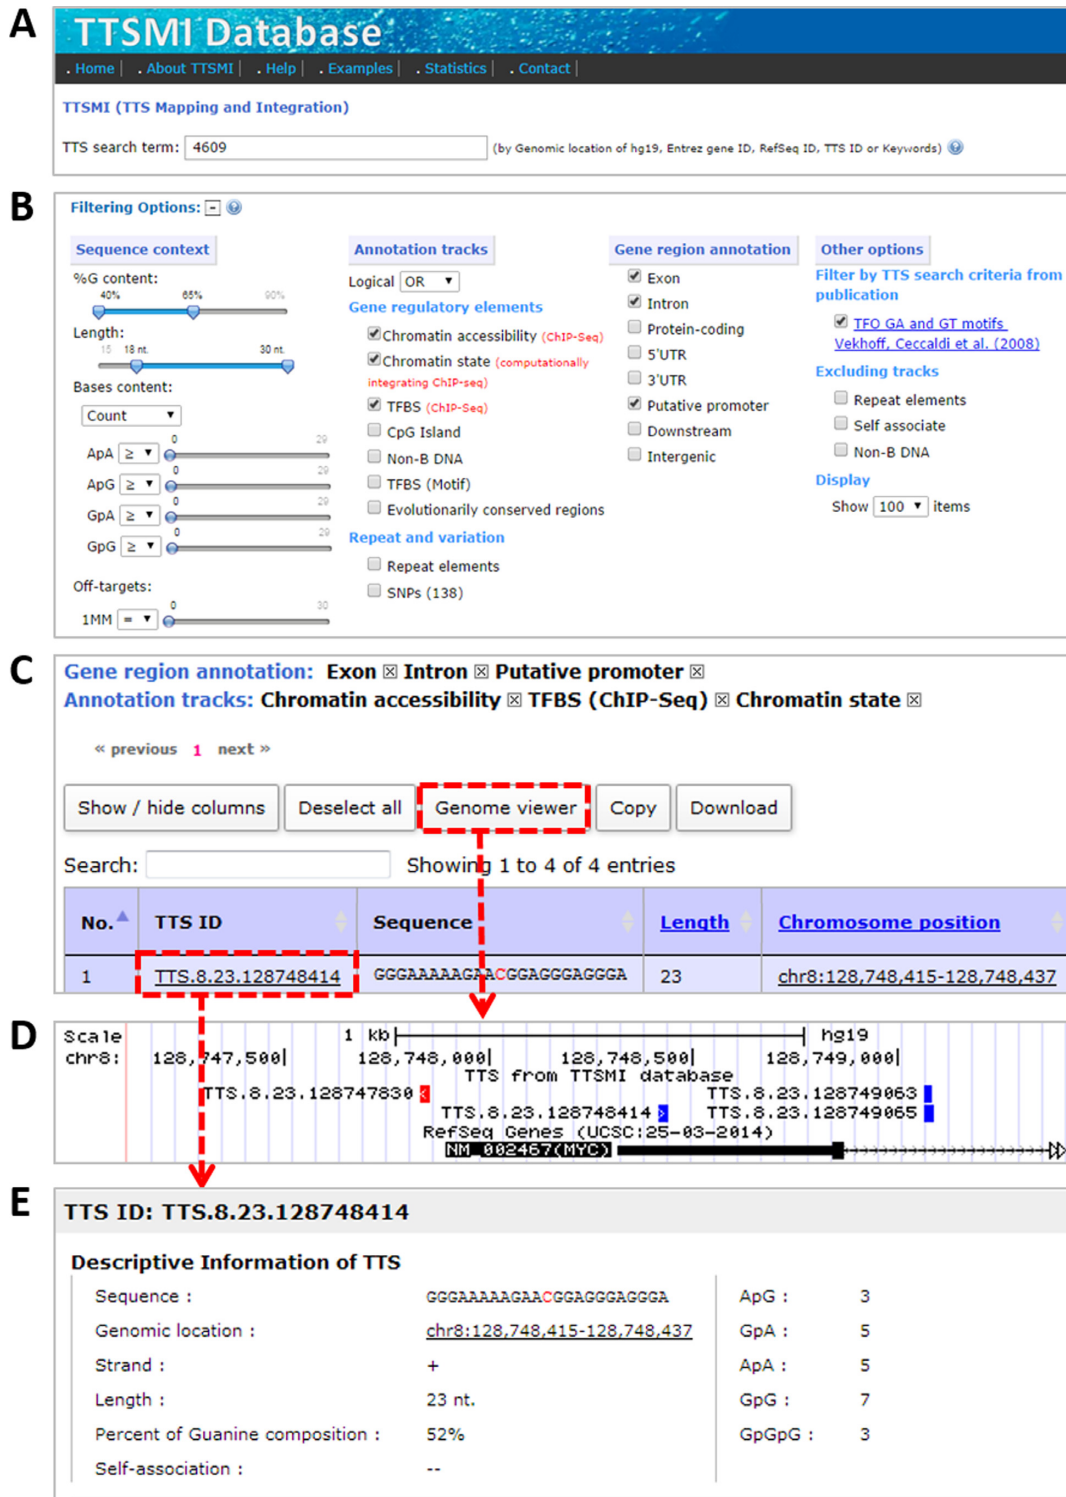 A
TTSMI Database
. Home | . About TTSMI | . Help | . Examples | . Statistics | . Contact |
TTSMI (TTS Mapping and Integration)
TTS search term: 4609 (by Genomic location of hg19, Entrez gene ID, RefSeq ID, TTS ID or Keywords)
B
Filtering Options:
Sequence context
%G content:
40% 65% 90%
Length:
15 18 nt. 30 nt.
Bases content:
Count
0 29
ApA ≥
0 29
ApG ≥
0 29
GpA ≥
0 29
GpG ≥
Off-targets:
0 30
1MM =
Annotation tracks
Logical OR
Gene regulatory elements
Chromatin accessibility (ChIP-Seq)
Chromatin state (computationally
integrating ChIP-seq)
TFBS (ChIP-Seq)
CpG Island
Non-B DNA
TFBS (Motif)
Evolutionarily conserved regions
Repeat and variation
Repeat elements
SNPs (138)
Gene region annotation
Exon
Intron
Protein-coding
5'UTR
3'UTR
Putative promoter
Downstream
Intergenic
Other options
Filter by TTS search criteria from
publication
TFO GA and GT motifs
Vekhoff, Ceccaldi et al. (2008)
Excluding tracks
Repeat elements
Self associate
Non-B DNA
Display
Show 100 items
C
Gene region annotation: Exon Intron Putative promoter
Annotation tracks: Chromatin accessibility TFBS (ChIP-Seq) Chromatin state
« previous 1 next »
Show / hide columns Deselect all Genome viewer Copy Download
Search: Showing 1 to 4 of 4 entries
No. TTS ID Sequence Length Chromosome position
1 TTS.8.23.128748414 GGGAAAAAGAACGGAGGGAGGGA 23 chr8:128,748,415-128,748,437
D
Scale 1 kb hg19
chr8: 128,747,500| 128,748,000| 128,748,500| 128,749,000|
TTS from TTSMI database
TTS.8.23.128747830 TTS.8.23.128749063
TTS.8.23.128748414 TTS.8.23.128749065
RefSeq Genes (UCSC:25-03-2014)
NM_002467(MYC)
E
TTS ID: TTS.8.23.128748414
Descriptive Information of TTS
Sequence : GGGAAAAAGAACGGAGGGAGGGA
Genomic location : chr8:128,748,415-128,748,437
Strand : +
Length : 23 nt.
Percent of Guanine composition : 52%
Self-association : --
ApG : 3
GpA : 5
ApA : 5
GpG : 7
GpGpG : 3